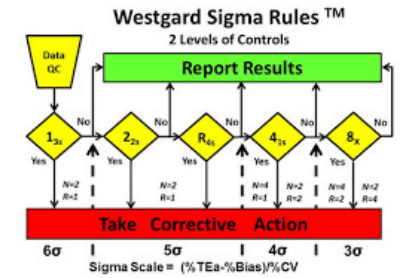 Westgard Sigma Rules TM
2 Levels of Controls
Data
QC
Report Results
No No No No No
13s 22s R4s 41s 8x
Yes Yes Yes Yes Yes
N=2 N=2 N=4 N=2 N=4 N=2
R=1 R=1 R=1 R=2 R=2 R=4
Take Corrective Action
6σ 5σ 4σ 3σ
Sigma Scale = (%TEa-%Bias)/%CV